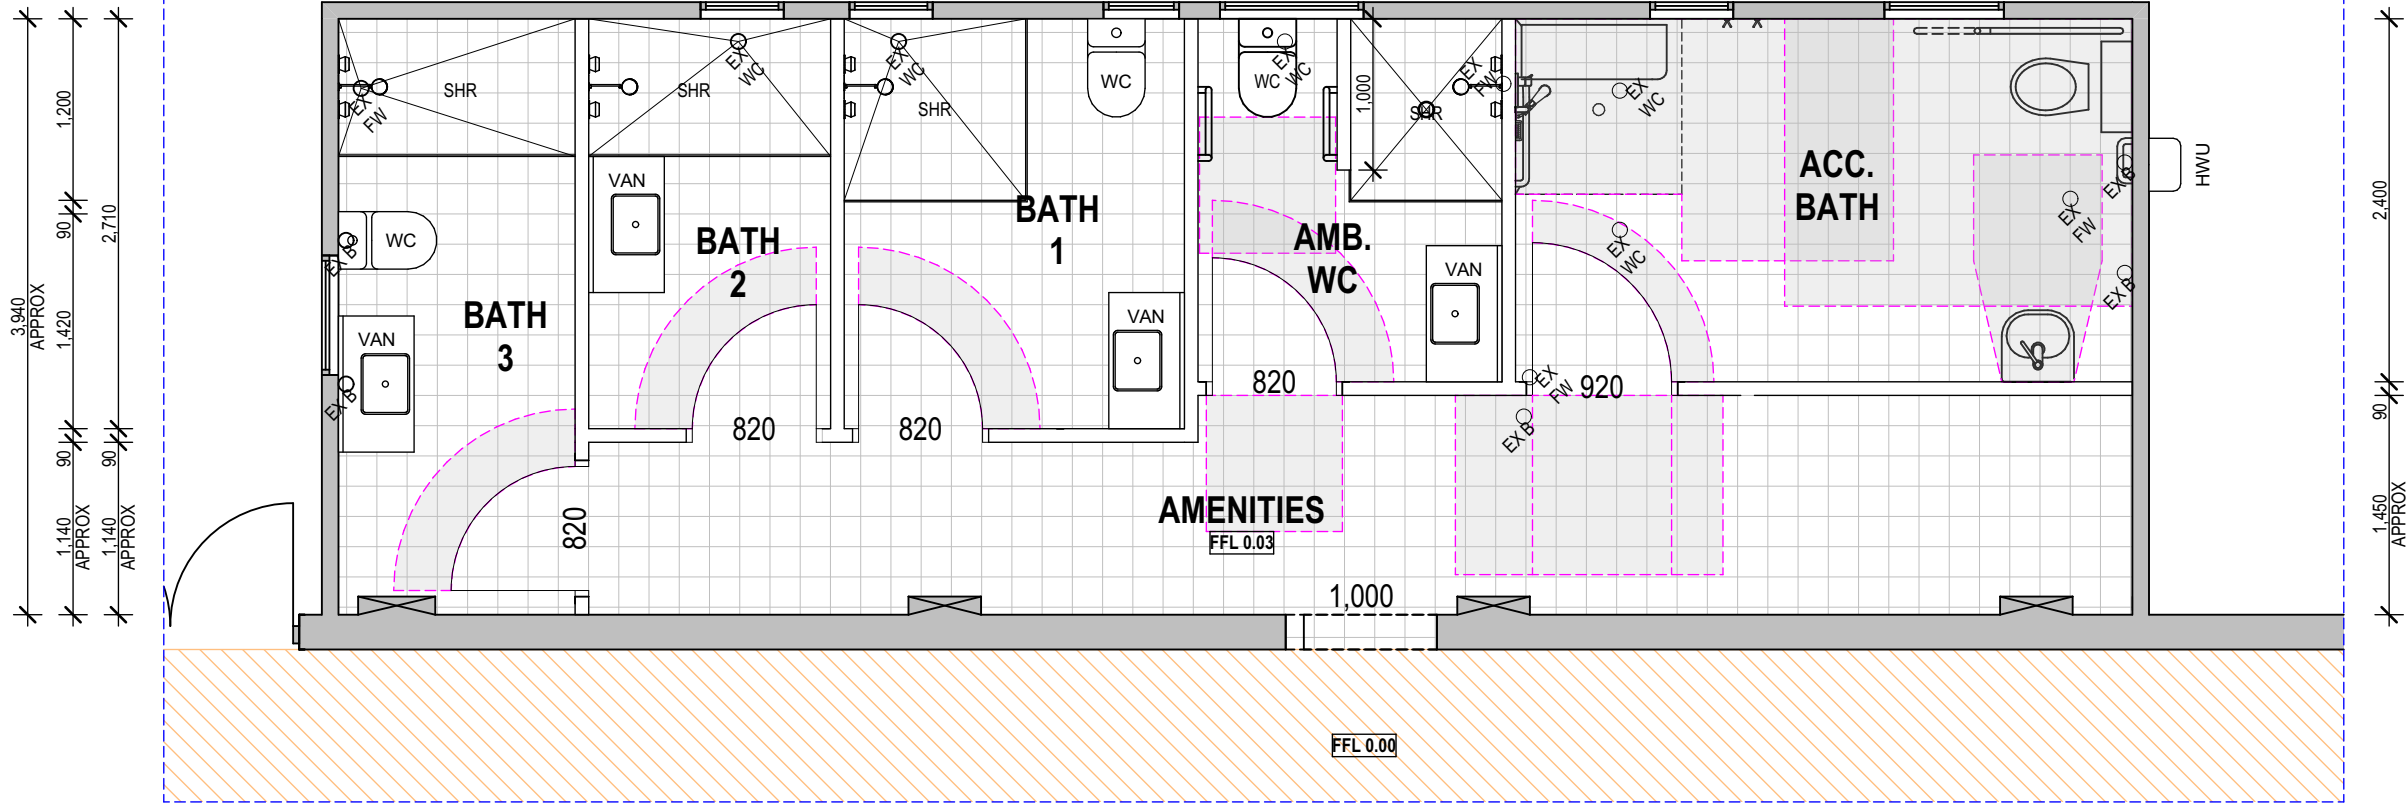 3,940
APPROX
1,200
90
1,420
90
1,140
APPROX
2,710
90
1,140
APPROX
SHR
EX
FW
WC
EX B
VAN
EX B
BATH
3
820
SHR
EX
WC
VAN
BATH
2
820
EX
WC
SHR
WC
BATH
1
VAN
820
WC
EX
WC
1,000
EX
FW
SHR
AMB.
WC
VAN
820
EX
WC
EX
WC
ACC.
BATH
EX B
EX
FW
EX B
HWU
EX
FW
920
EX B
AMENITIES
FFL 0.03
1,000
FFL 0.00
2,400
90
1,450
APPROX